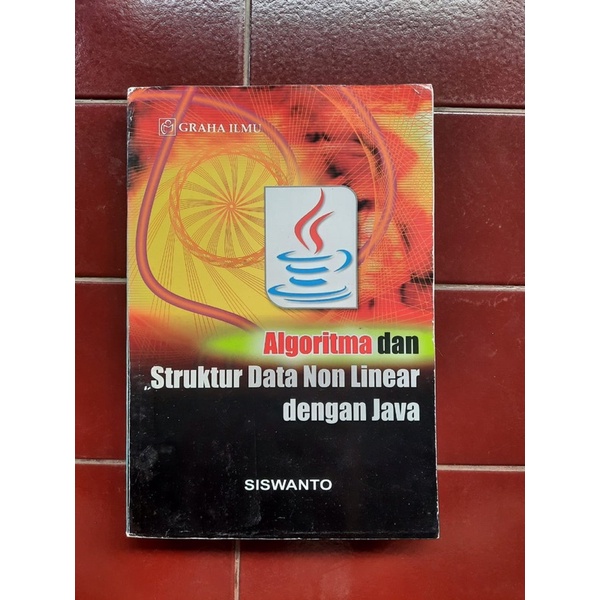 GRAHA ILMU
Algoritma dan
Struktur Data Non Linear
dengan Java
SISWANTO